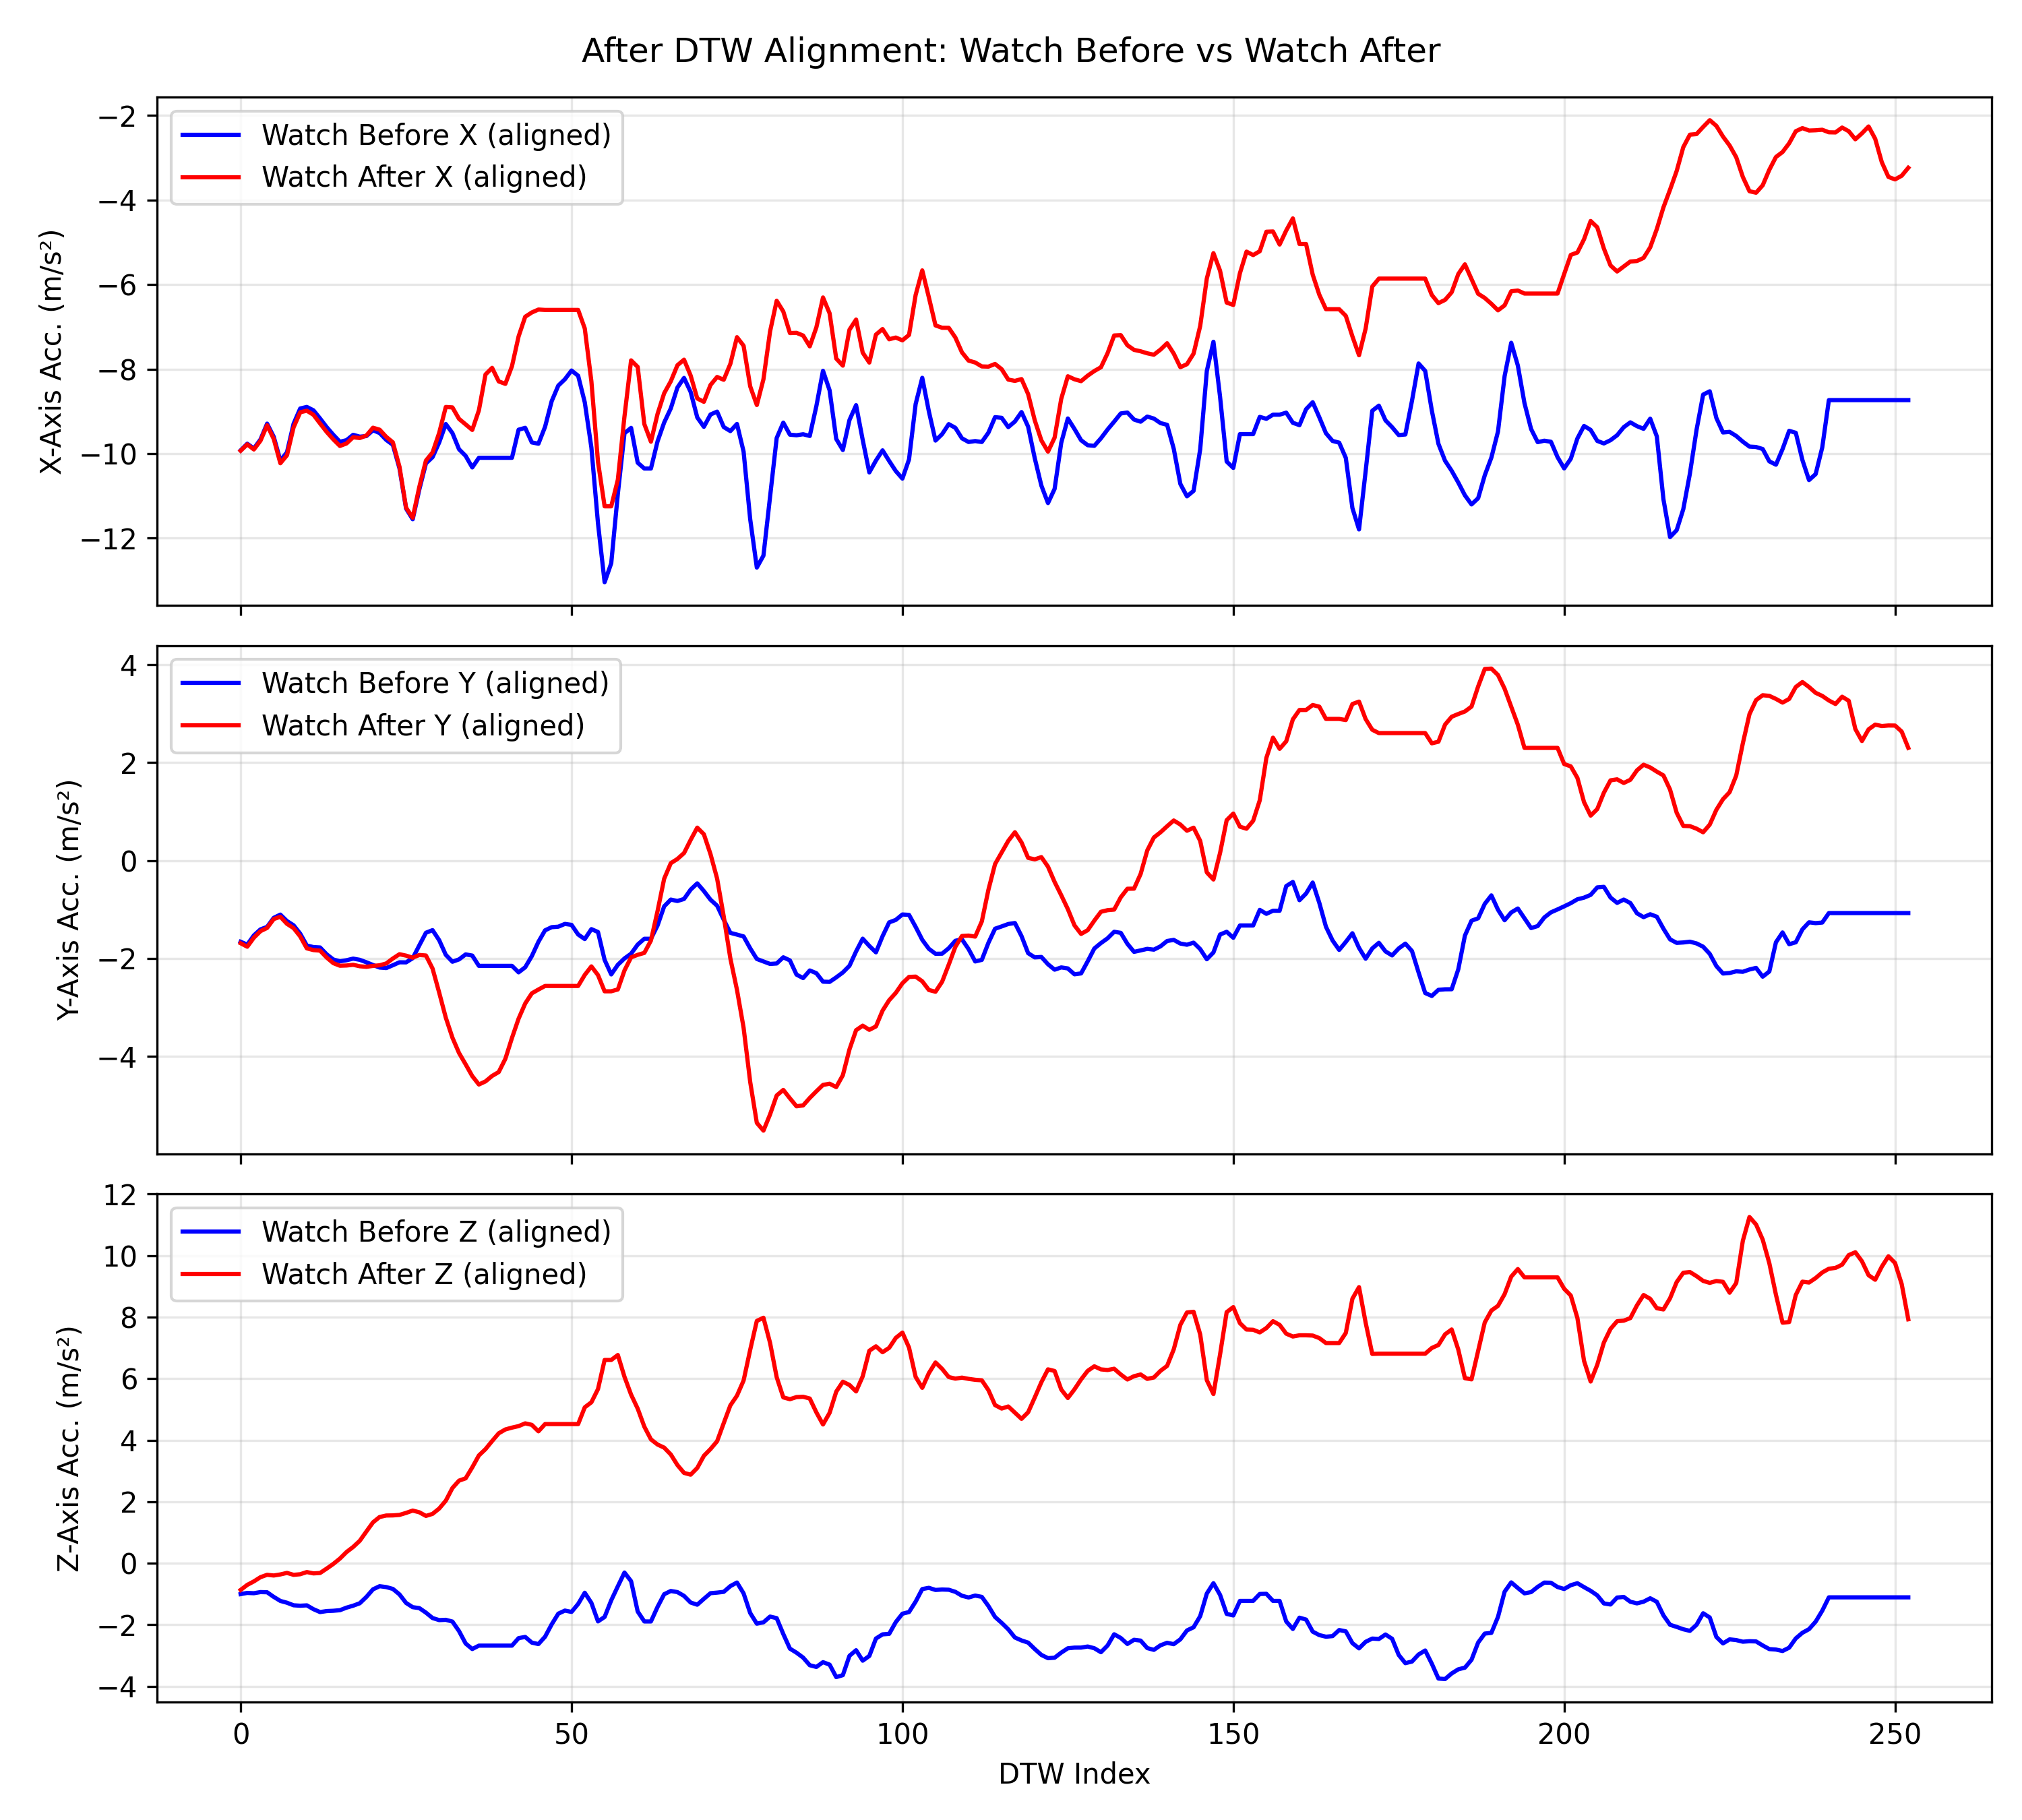 After DTW Alignment: Watch Before vs Watch After
Watch Before X (aligned)
Watch After X (aligned)
X-Axis Acc. (m/s²)
−2
−4
−6
−8
−10
−12
Watch Before Y (aligned)
Watch After Y (aligned)
Y-Axis Acc. (m/s²)
4
2
0
−2
−4
Watch Before Z (aligned)
Watch After Z (aligned)
Z-Axis Acc. (m/s²)
12
10
8
6
4
2
0
−2
−4
0 50 100 150 200 250
DTW Index